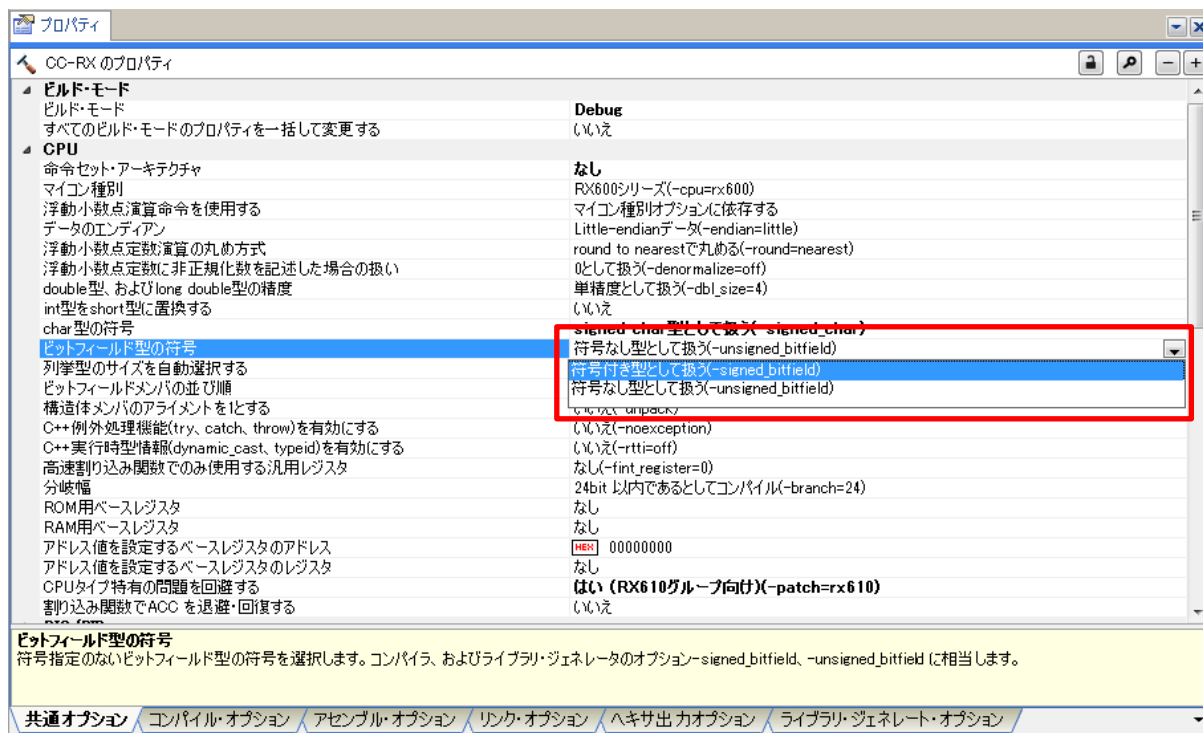 プロパティ
CC-RX のプロパティ
ビルド・モード
ビルド・モード Debug
すべてのビルド・モードのプロパティを一括して変更する いいえ
CPU
命令セット・アーキテクチャ なし
マイコン種別 RX600シリーズ(-cpu=rx600)
浮動小数点演算命令を使用する マイコン種別オプションに依存する
データのエンディアン Little-endianデータ(-endian=little)
浮動小数点定数演算の丸め方式 round to nearestで丸める(-round=nearest)
浮動小数点定数に非正規化数を記述した場合の扱い 0として扱う(-denormalize=off)
double型、およびlong double型の精度 単精度として扱う(-dbl_size=4)
int型をshort型に置換する いいえ
char型の符号 signed char型として扱う(-signed_char)
ビットフィールド型の符号 符号なし型として扱う(-unsigned_bitfield)
列挙型のサイズを自動選択する 符号付き型として扱う(-signed_bitfield)
ビットフィールドメンバの並び順 符号なし型として扱う(-unsigned_bitfield)
構造体メンバのアライメントを1とする いいえ(-unpack)
C++例外処理機能(try、catch、throw)を有効にする いいえ(-noexception)
C++実行時型情報(dynamic_cast、typeid)を有効にする いいえ(-rtti=off)
高速割り込み関数でのみ使用する汎用レジスタ なし(-fint_register=0)
分岐幅 24bit 以内であるとしてコンパイル(-branch=24)
ROM用ベースレジスタ なし
RAM用ベースレジスタ なし
アドレス値を設定するベースレジスタのアドレス HEX 00000000
アドレス値を設定するベースレジスタのレジスタ なし
CPUタイプ特有の問題を回避する はい (RX610グループ向け)(-patch=rx610)
割り込み関数でACC を退避・回復する いいえ
ビットフィールド型の符号
符号指定のないビットフィールド型の符号を選択します。コンパイラ、およびライブラリ・ジェネレータのオプション-signed_bitfield、-unsigned_bitfield に相当します。
共通オプション コンパイル・オプション アセンブル・オプション リンク・オプション ヘキサ出力オプション ライブラリ・ジェネレート・オプション